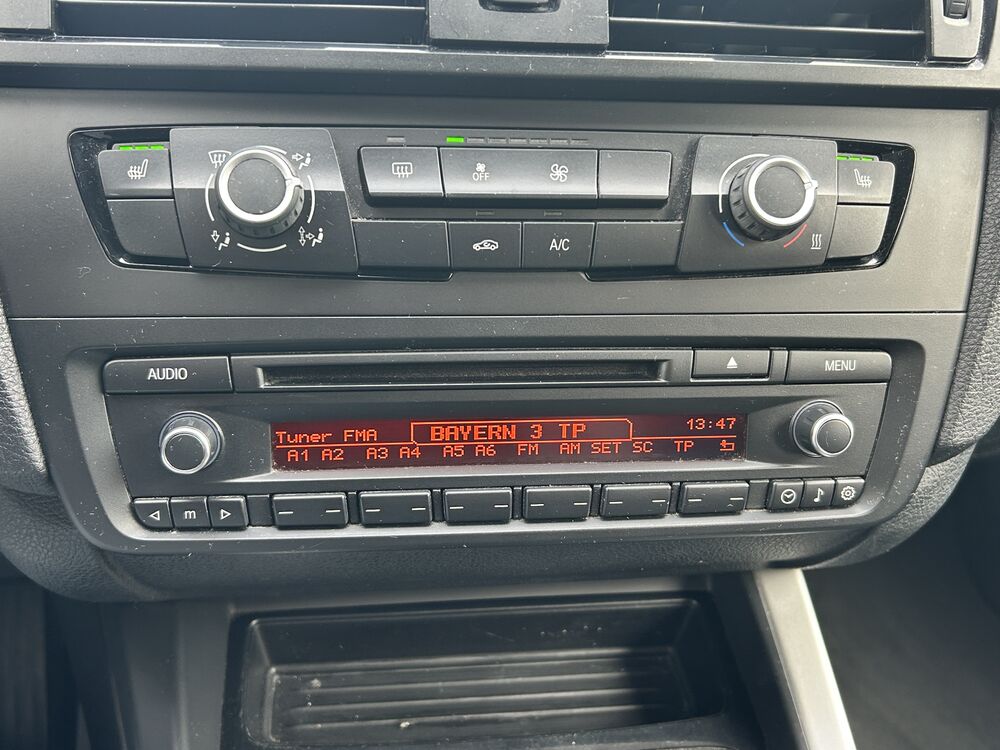 OFF
A/C
AUDIO
MENU
Tuner FMA BAYERN 3 TP 13:47
A1 A2 A3 A4 A5 A6 FM AM SET SC TP
m